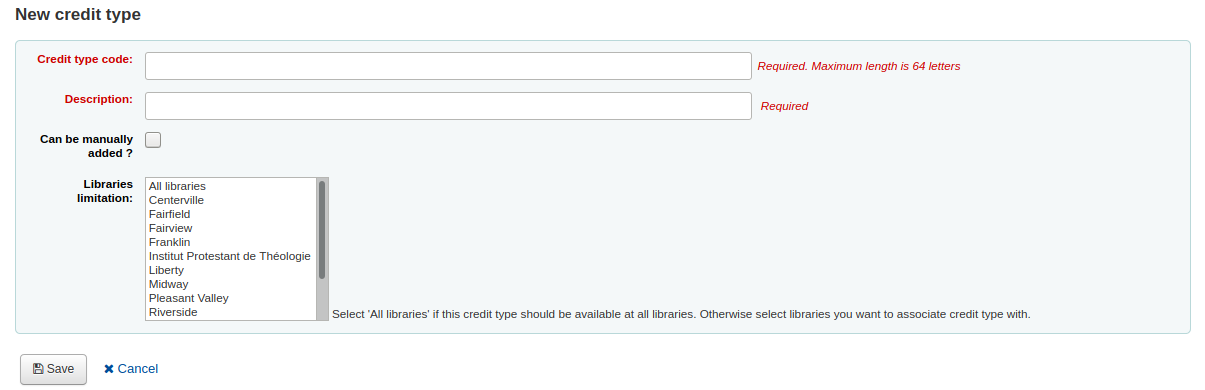 New credit type
Credit type code:
Required. Maximum length is 64 letters
Description:
Required
Can be manually
added ?
Libraries
limitation:
All libraries
Centerville
Fairfield
Fairview
Franklin
Institut Protestant de Théologie
Liberty
Midway
Pleasant Valley
Riverside
Select 'All libraries' if this credit type should be available at all libraries. Otherwise select libraries you want to associate credit type with.
Save
Cancel